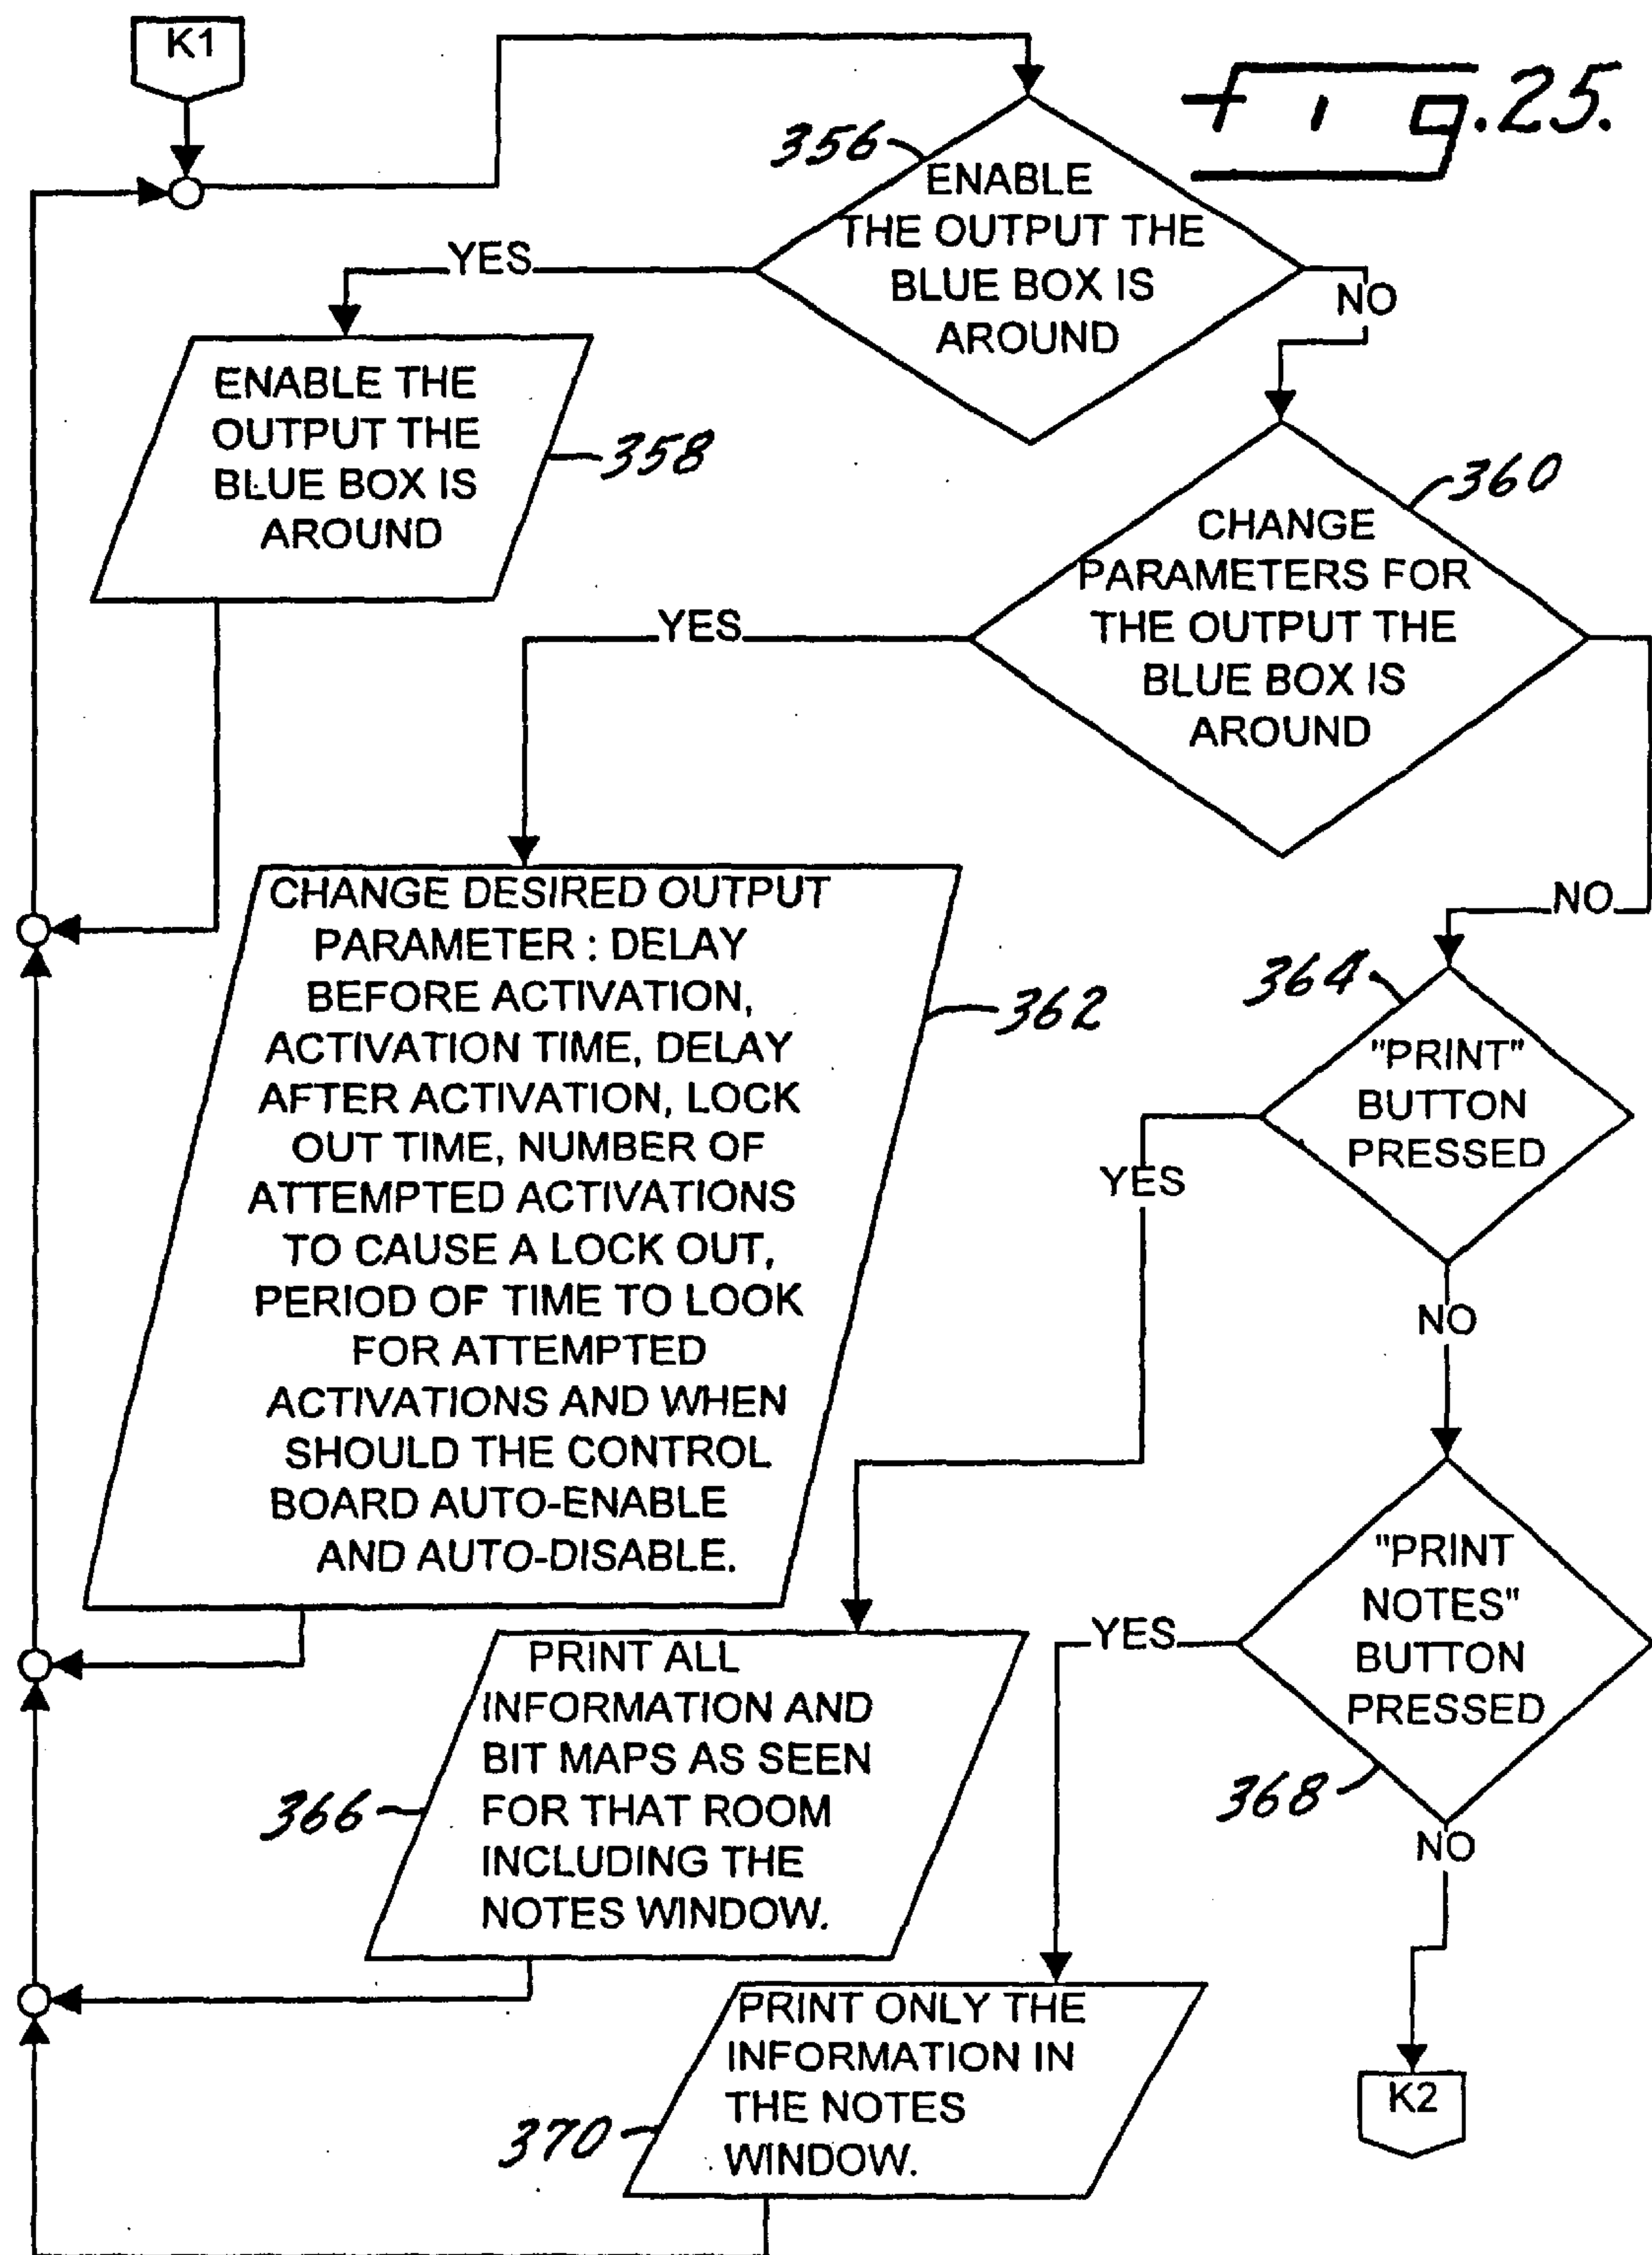 K1
Fig. 25.
356
ENABLE
THE OUTPUT THE
BLUE BOX IS
AROUND
YES
NO
ENABLE THE
OUTPUT THE
BLUE BOX IS
AROUND
358
360
CHANGE
PARAMETERS FOR
THE OUTPUT THE
BLUE BOX IS
AROUND
YES
NO
CHANGE DESIRED OUTPUT
PARAMETER : DELAY
BEFORE ACTIVATION,
ACTIVATION TIME, DELAY
AFTER ACTIVATION, LOCK
OUT TIME, NUMBER OF
ATTEMPTED ACTIVATIONS
TO CAUSE A LOCK OUT,
PERIOD OF TIME TO LOOK
FOR ATTEMPTED
ACTIVATIONS AND WHEN
SHOULD THE CONTROL
BOARD AUTO-ENABLE
AND AUTO-DISABLE.
362
364
"PRINT"
BUTTON
PRESSED
YES
NO
PRINT ALL
INFORMATION AND
BIT MAPS AS SEEN
FOR THAT ROOM
INCLUDING THE
NOTES WINDOW.
366
"PRINT
NOTES"
BUTTON
PRESSED
368
YES
NO
PRINT ONLY THE
INFORMATION IN
THE NOTES
WINDOW.
370
K2